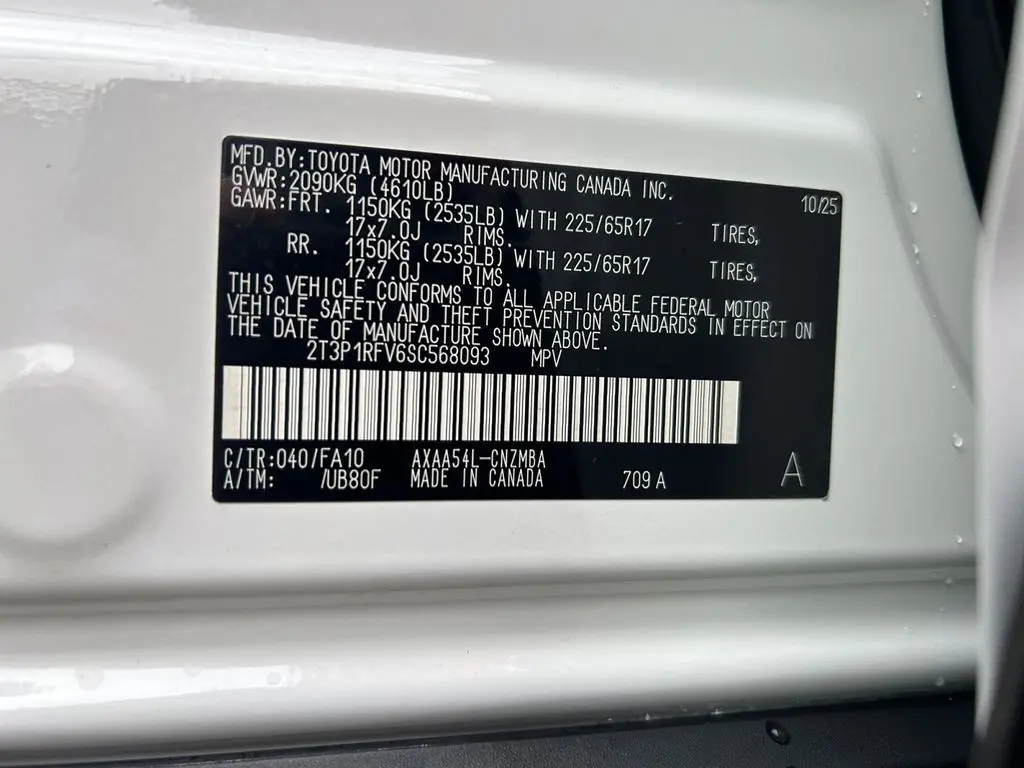 MFD.BY:TOYOTA MOTOR MANUFACTURING CANADA INC. 10/25
GVWR:2090KG (4610LB)
GAWR:FRT. 1150KG (2535LB) WITH 225/65R17 TIRES,
17x7.0J RIMS.
RR. 1150KG (2535LB) WITH 225/65R17 TIRES,
17x7.0J RIMS.
THIS VEHICLE CONFORMS TO ALL APPLICABLE FEDERAL MOTOR
VEHICLE SAFETY AND THEFT PREVENTION STANDARDS IN EFFECT ON
THE DATE OF MANUFACTURE SHOWN ABOVE.
2T3P1RFV6SC568093 MPV
C/TR:040/FA10 AXAA54L-CNZMBA
A/TM: /UB80F MADE IN CANADA 709 A A